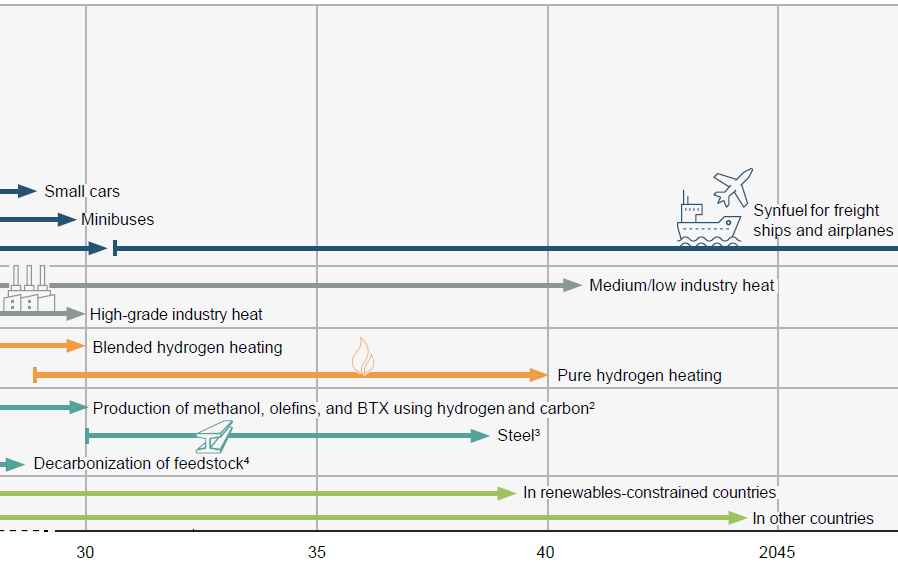 Small cars
Minibuses
Synfuel for freight
ships and airplanes
Medium/low industry heat
High-grade industry heat
Blended hydrogen heating
Pure hydrogen heating
Production of methanol, olefins, and BTX using hydrogen and carbon²
Steel³
Decarbonization of feedstock⁴
In renewables-constrained countries
In other countries
30 35 40 2045